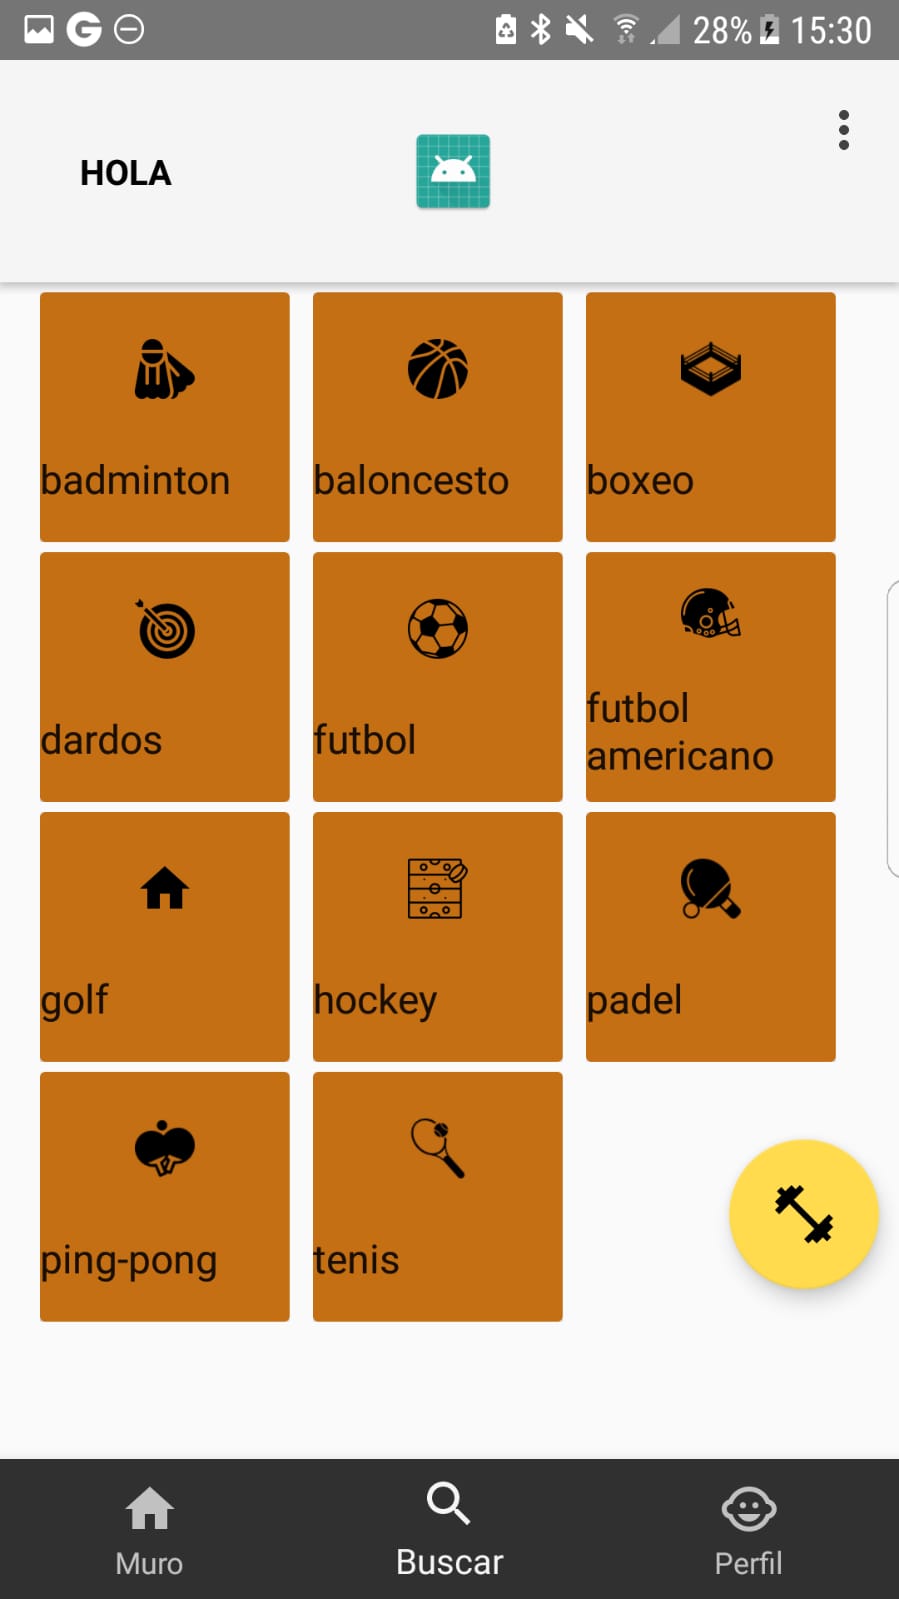 28% 15:30
HOLA
badminton
baloncesto
boxeo
dardos
futbol
futbol
americano
golf
hockey
padel
ping-pong
tenis
Muro
Buscar
Perfil